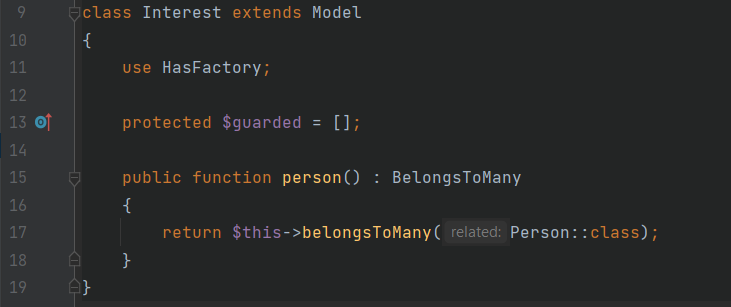 9 class Interest extends Model
10 {
11 use HasFactory;
12
13 protected $guarded = [];
14
15 public function person() : BelongsToMany
16 {
17 return $this->belongsToMany( related: Person::class);
18 }
19 }